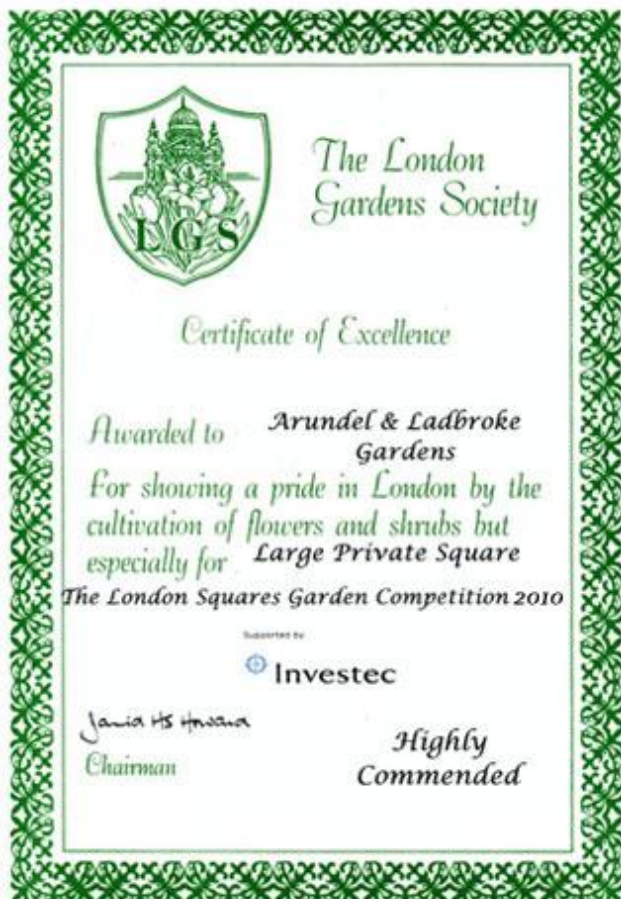 The London
Gardens Society
LGS
Certificate of Excellence
Awarded to Arundel & Ladbroke
Gardens
For showing a pride in London by the
cultivation of flowers and shrubs but
especially for Large Private Square
The London Squares Garden Competition 2010
Supported by
Investec
Howard
Chairman
Highly
Commended